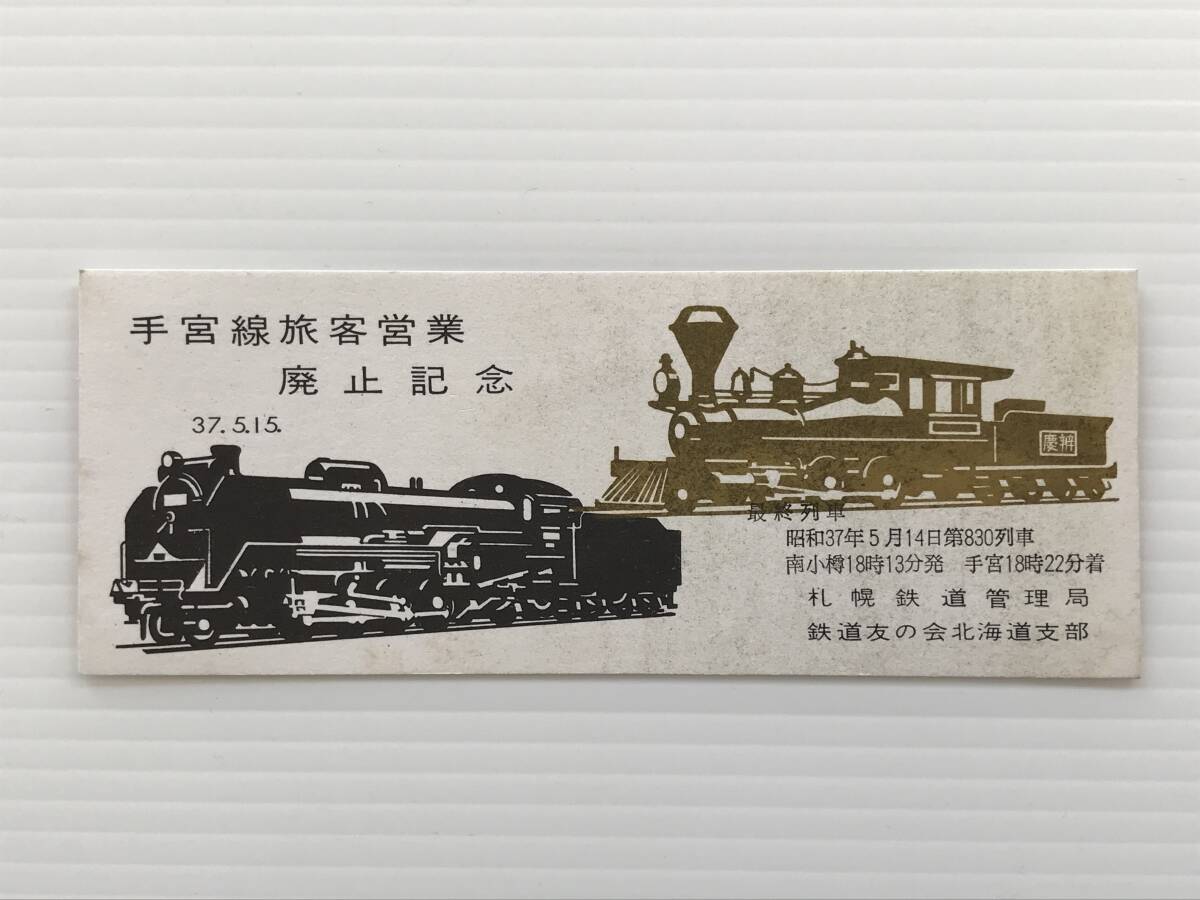 手宮線旅客営業
廃止記念
37.5.15.
慶辨
最終列車
昭和37年5月14日第830列車
南小樽18時13分発 手宮18時22分着
札幌鉄道管理局
鉄道友の会北海道支部